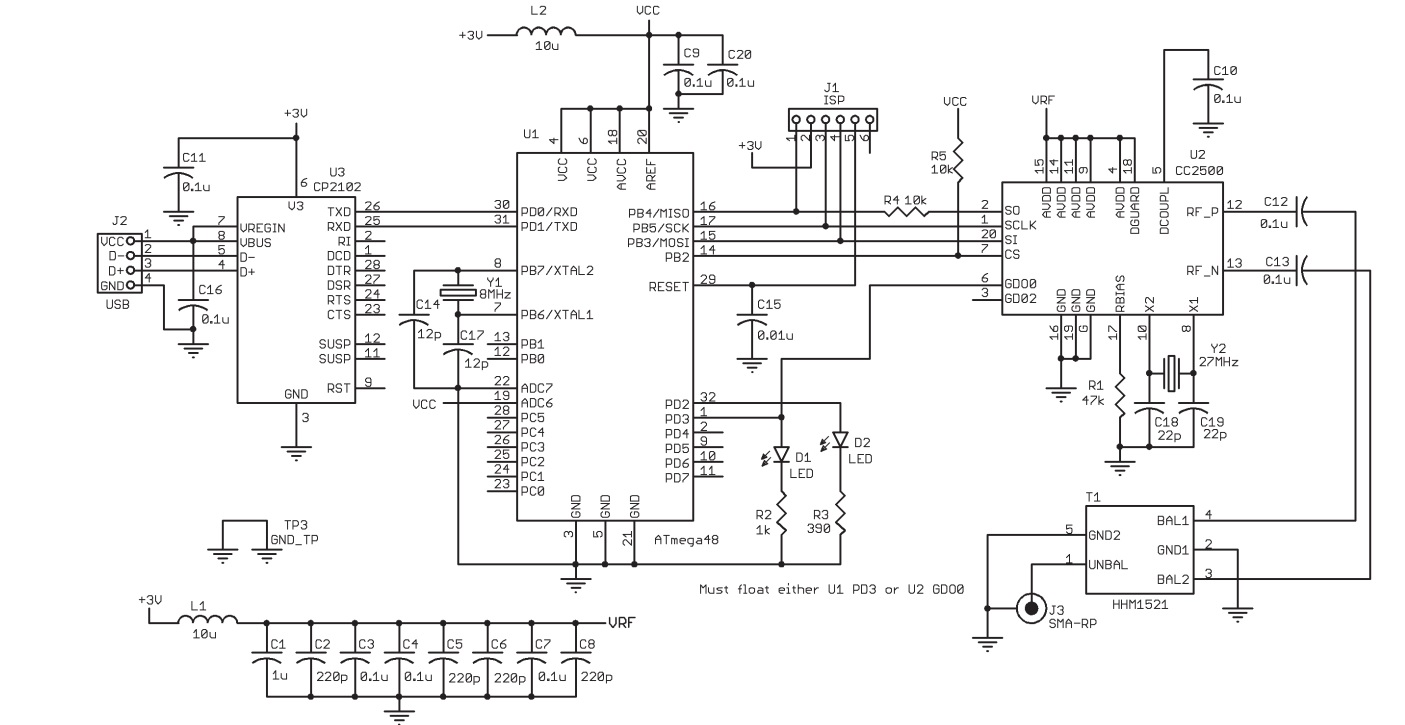 L2
10u
+3V
VCC
C9
0.1u
C20
0.1u
+3V
C11
0.1u
U3
CP2102
6
V3
J2
VCC 1
D- 2
D+ 3
GND 4
USB
7 VREGIN
8 VBUS
5 D-
4 D+
C16
0.1u
TXD 26
RXD 25
RI 2
DCD 1
DTR 28
DSR 27
RTS 24
CTS 23
SUSP 12
SUSP 11
RST 9
GND
3
U1
4 VCC
6 VCC
18 AVCC
20 AREF
30 PD0/RXD
31 PD1/TXD
8 PB7/XTAL2
Y1
8MHz
7 PB6/XTAL1
C14
12p
C17
12p
13 PB1
12 PB0
22 ADC7
VCC 19 ADC6
28 PC5
27 PC4
26 PC3
25 PC2
24 PC1
23 PC0
PB4/MISO 16
PB5/SCK 17
PB3/MOSI 15
PB2 14
RESET 29
PD2 32
PD3 1
PD4 2
PD5 9
PD6 10
PD7 11
GND GND GND
3 5 21
ATmega48
J1
ISP
1 2 3 4 5 6
+3V
VCC
R5
10k
R4 10k
C15
0.01u
D1
LED
D2
LED
R2
1k
R3
390
Must float either U1 PD3 or U2 GDO0
VRF
15 14 11 9 4 18 5
AVDD AVDD AVDD AVDD AVDD DGUARD DCOUPL
C10
0.1u
U2
CC2500
2 SO
1 SCLK
20 SI
7 CS
6 GDO0
3 GDO2
RF_P 12
RF_N 13
C12
0.1u
C13
0.1u
GND GND GND RBIAS X2 X1
16 19 G 17 10 8
Y2
27MHz
R1
47k
C18
22p
C19
22p
T1
5 GND2
1 UNBAL
BAL1 4
GND1 2
BAL2 3
HHM1521
J3
SMA-RP
TP3
GND_TP
+3V
L1
10u
VRF
C1
1u
C2
220p
C3
0.1u
C4
0.1u
C5
220p
C6
220p
C7
0.1u
C8
220p